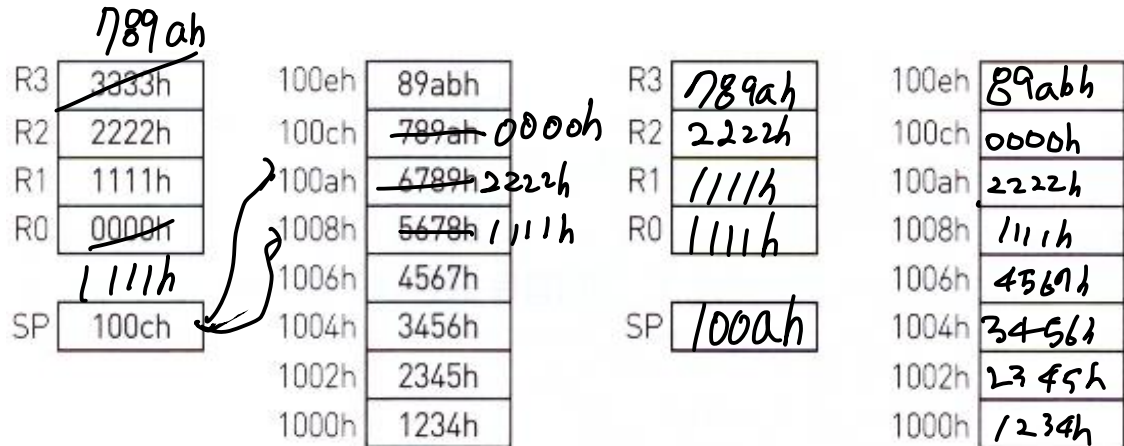 789ah
R3 3333h 100eh 89abh R3 789ah 100eh 89abh
R2 2222h 100ch 789ah 0000h R2 2222h 100ch 0000h
R1 1111h 100ah 6789h 2222h R1 1111h 100ah 2222h
R0 0000h 1008h 5678h 1111h R0 1111h 1008h 1111h
1111h 1006h 4567h 1006h 4567h
SP 100ch 1004h 3456h SP 100ah 1004h 3456h
1002h 2345h 1002h 2345h
1000h 1234h 1000h 1234h